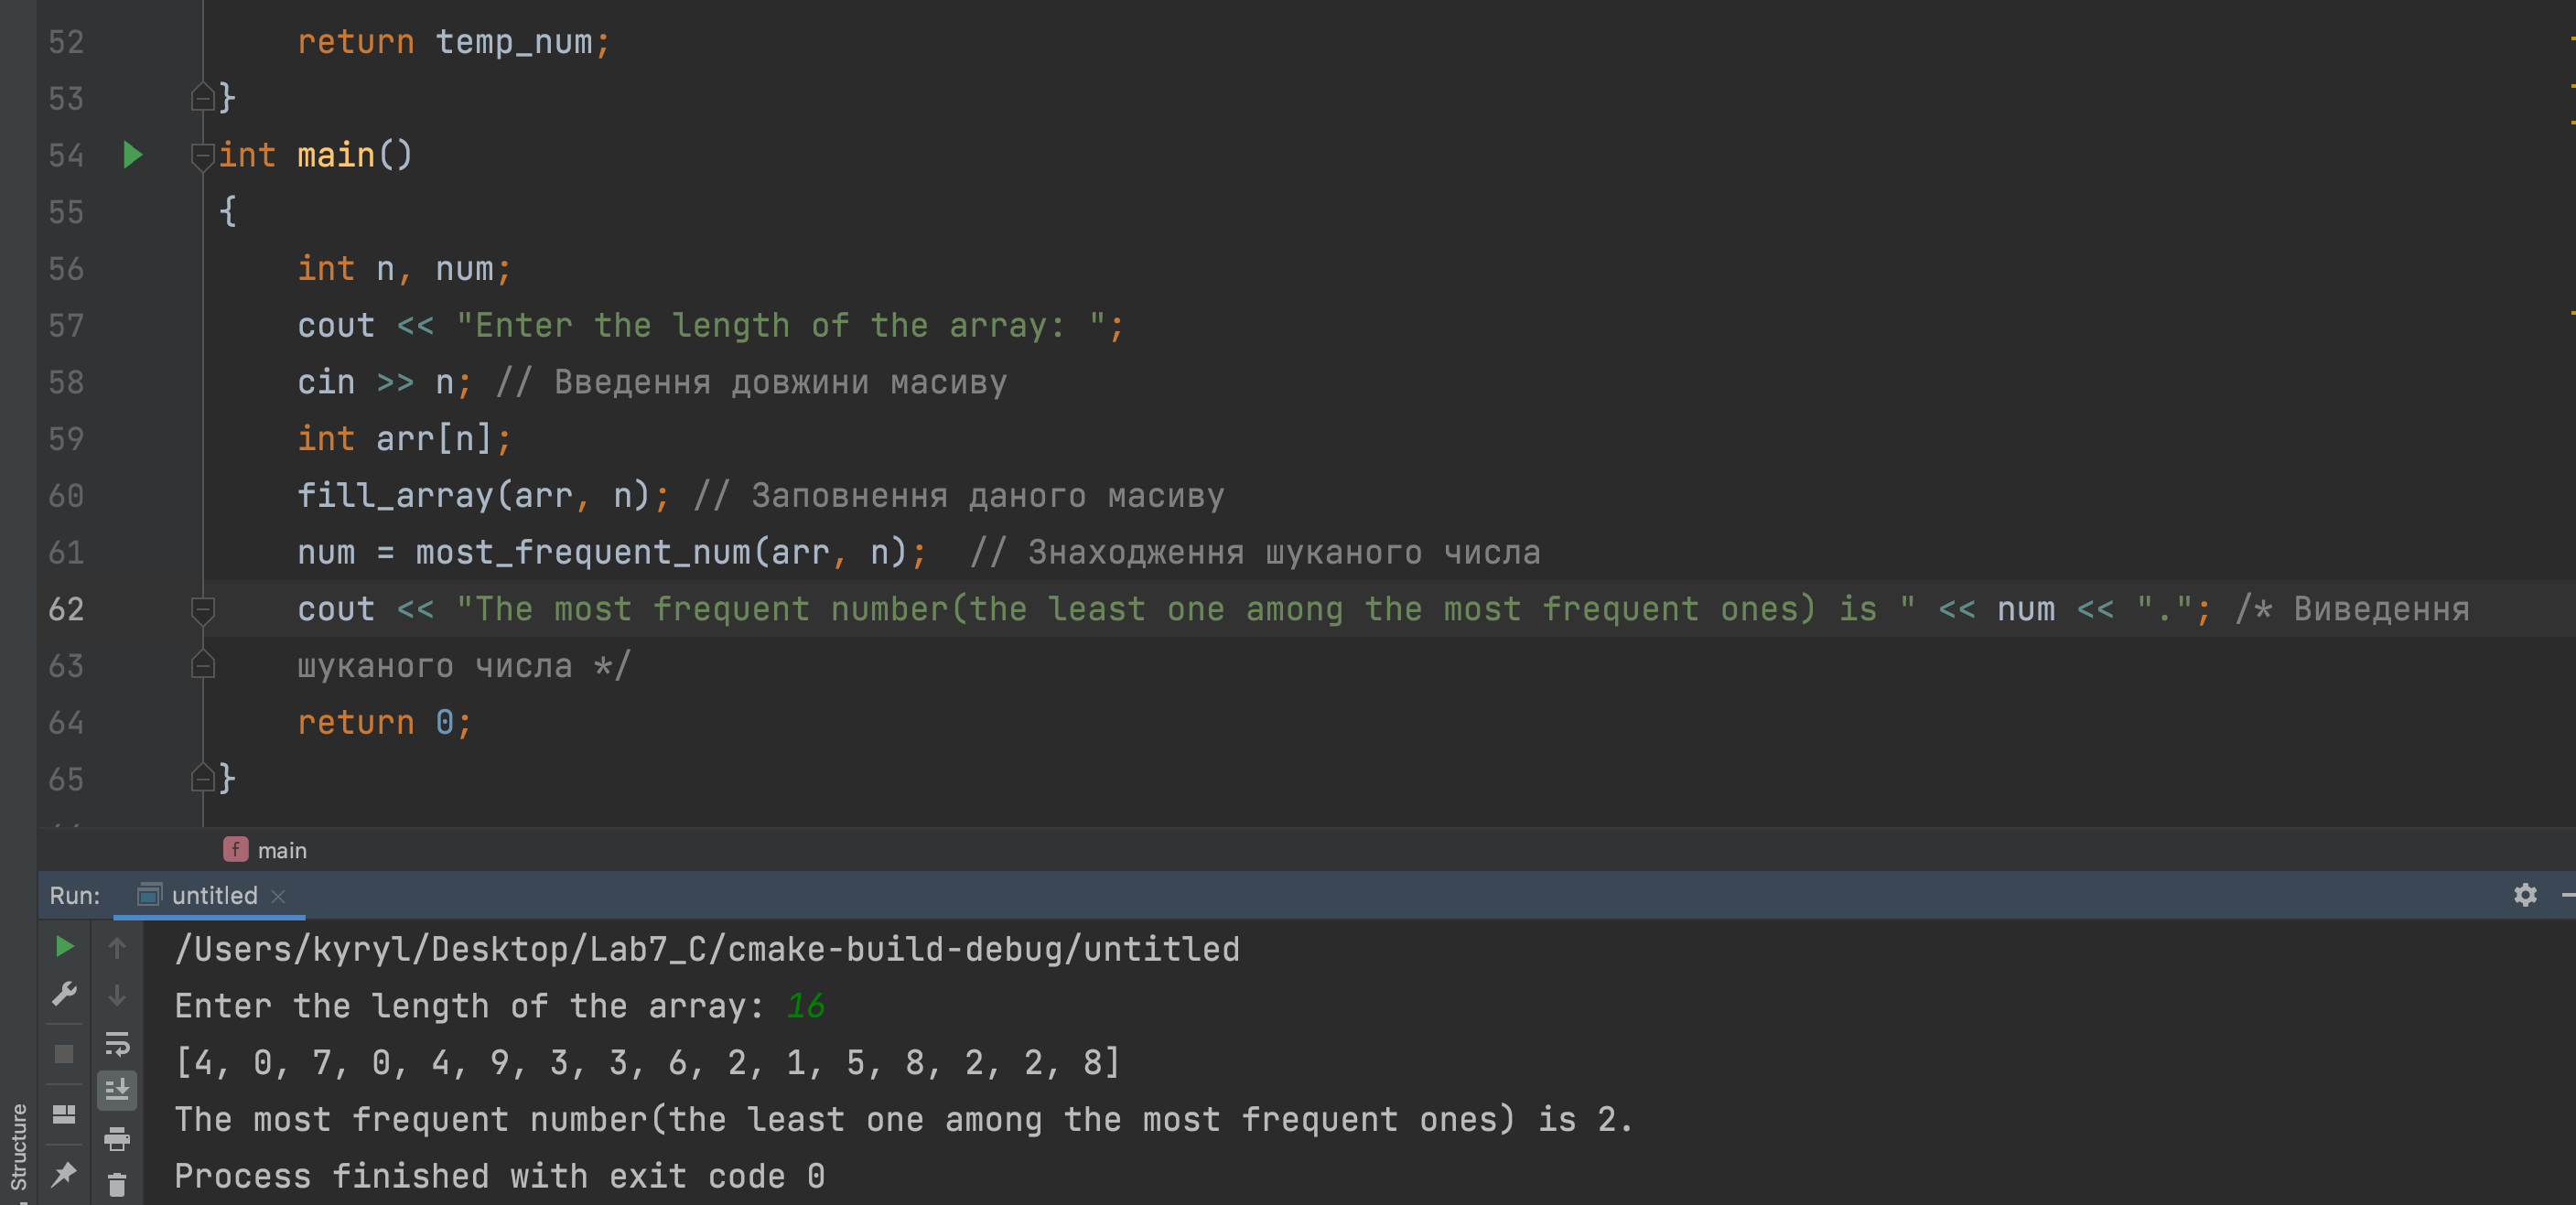 52 return temp_num;
53 }
54 int main()
55 {
56 int n, num;
57 cout << "Enter the length of the array: ";
58 cin >> n; // Введення довжини масиву
59 int arr[n];
60 fill_array(arr, n); // Заповнення даного масиву
61 num = most_frequent_num(arr, n);  // Знаходження шуканого числа
62 cout << "The most frequent number(the least one among the most frequent ones) is " << num << "."; /* Виведення
63 шуканого числа */
64 return 0;
65 }
f main
Run: untitled
/Users/kyryl/Desktop/Lab7_C/cmake-build-debug/untitled
Enter the length of the array: 16
[4, 0, 7, 0, 4, 9, 3, 3, 6, 2, 1, 5, 8, 2, 2, 8]
The most frequent number(the least one among the most frequent ones) is 2.
Process finished with exit code 0
Structure